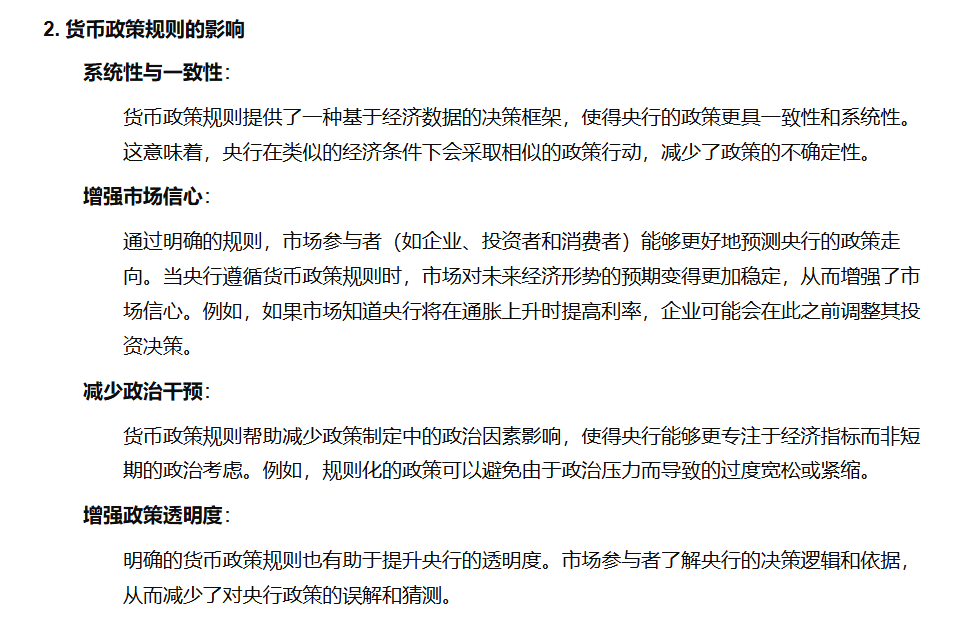 2. 货币政策规则的影响
系统性与一致性：
货币政策规则提供了一种基于经济数据的决策框架，使得央行的政策更具一致性和系统性。
这意味着，央行在类似的经济条件下会采取相似的政策行动，减少了政策的不确定性。
增强市场信心：
通过明确的规则，市场参与者（如企业、投资者和消费者）能够更好地预测央行的政策走
向。当央行遵循货币政策规则时，市场对未来经济形势的预期变得更加稳定，从而增强了市
场信心。例如，如果市场知道央行将在通胀上升时提高利率，企业可能会在此之前调整其投
资决策。
减少政治干预：
货币政策规则帮助减少政策制定中的政治因素影响，使得央行能够更专注于经济指标而非短
期的政治考虑。例如，规则化的政策可以避免由于政治压力而导致的过度宽松或紧缩。
增强政策透明度：
明确的货币政策规则也有助于提升央行的透明度。市场参与者了解央行的决策逻辑和依据，
从而减少了对央行政策的误解和猜测。